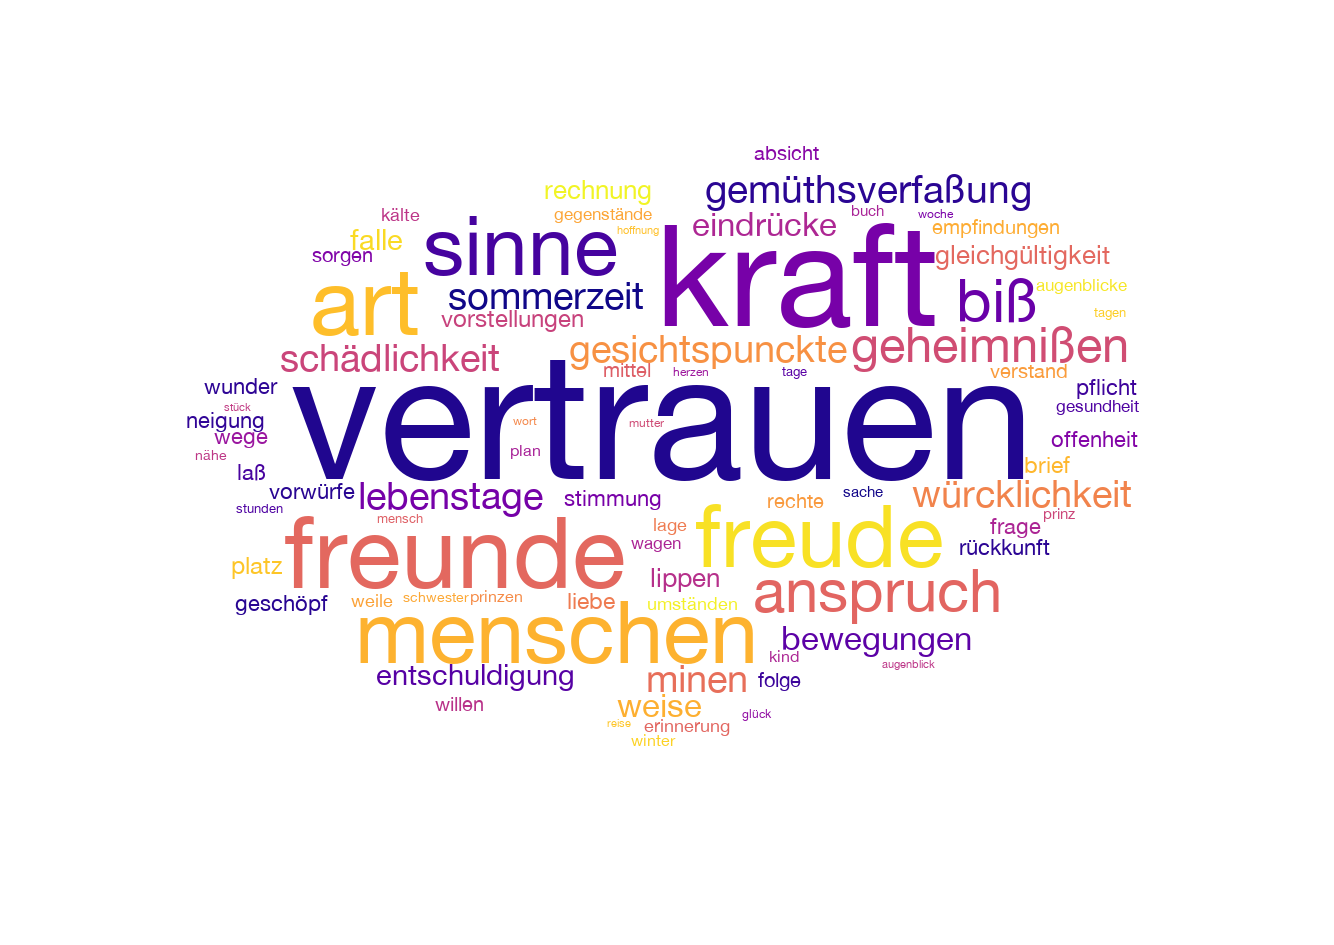 absicht
rechnung gemüthsverfaßung
kälte gegenstände eindrücke buch woche
falle sinne hoffnung kraft empfindungen
sorgen gleichgültigkeit
art sommerzeit biß augenblicke
vorstellungen tagen
schädlichkeit gesichtspunckte geheimnißen
mittel herzen tage verstand
wunder vertrauen pflicht
stück gesundheit
neigung wort mutter
wege offenheit
nähe plan
laß brief
vorwürfe lebenstage stimmung rechte sache würcklichkeit
stunden mensch prinz
freunde lage freude frage
wagen rückkunft
platz lippen anspruch
geschöpf weile schwester prinzen liebe umständen
menschen bewegungen
kind augenblick
entschuldigung minen folge
willen weise glück
reise erinnerung
winter